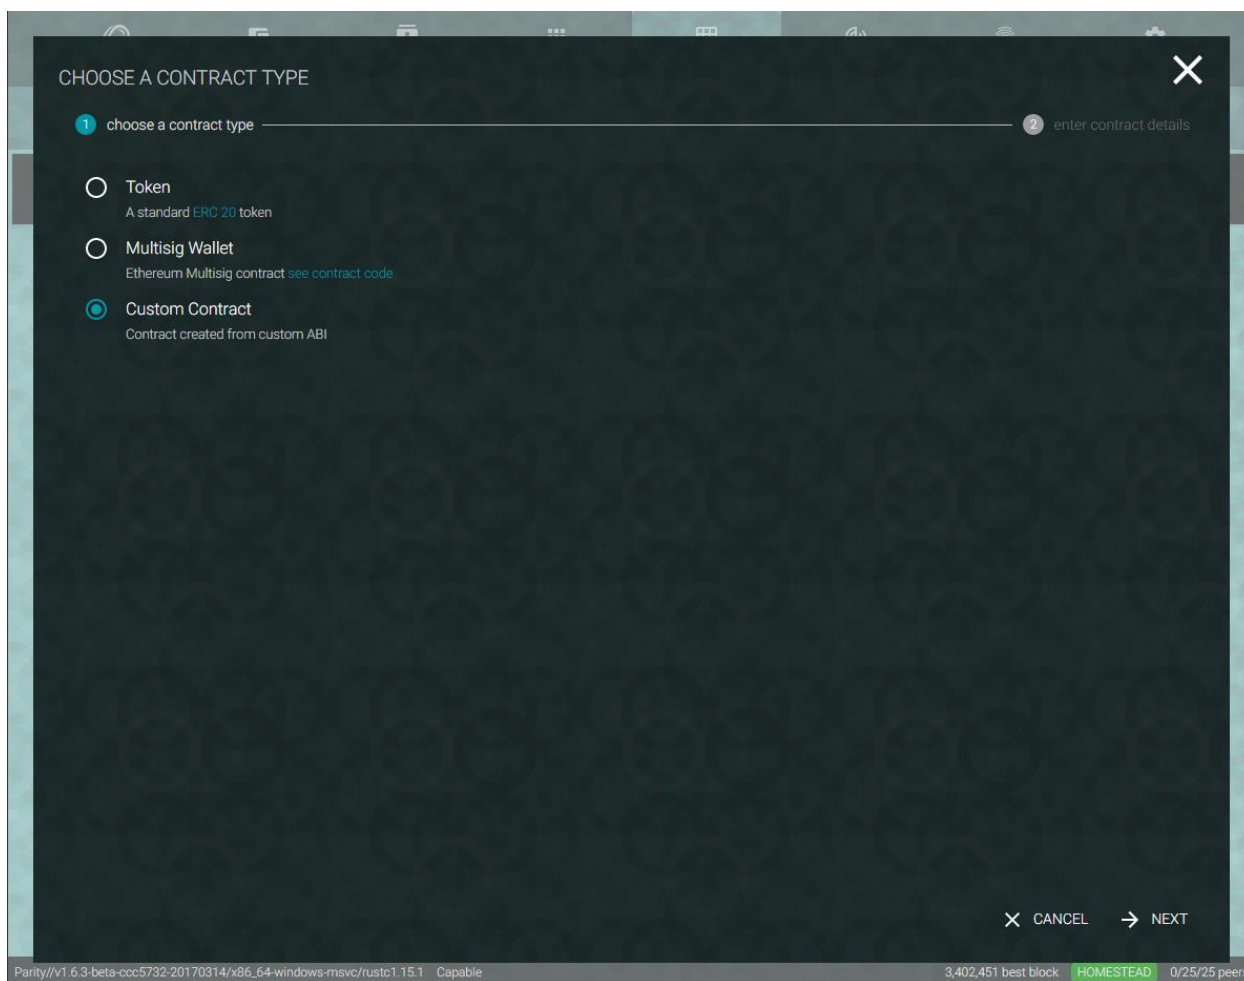 CHOOSE A CONTRACT TYPE
1 choose a contract type 2 enter contract details
Token
A standard ERC 20 token
Multisig Wallet
Ethereum Multisig contract see contract code
Custom Contract
Contract created from custom ABI
CANCEL NEXT
Parity//v1.6.3-beta-ccc5732-20170314/x86_64-windows-msvc/rustc1.15.1 Capable 3,402,451 best block HOMESTEAD 0/25/25 peer